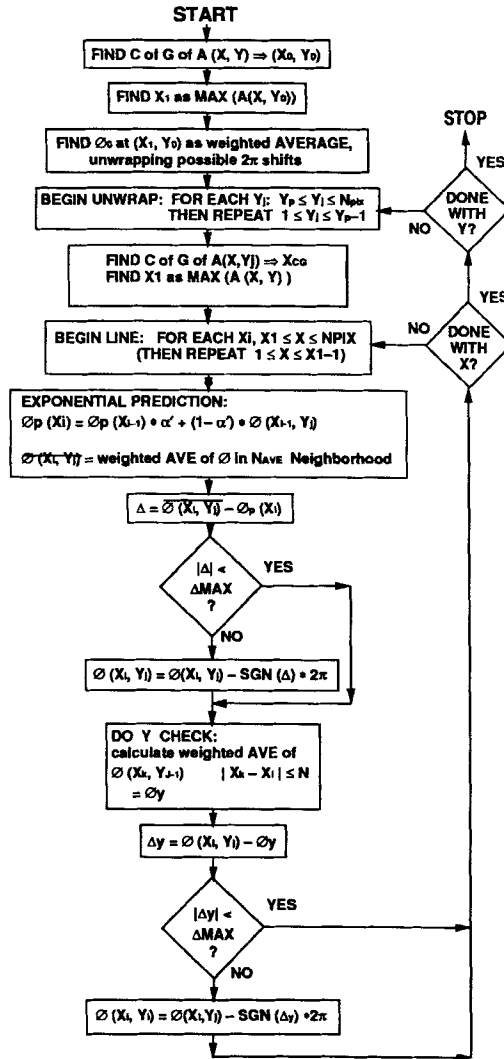 START
FIND C of G of A (X, Y) ⇒ (X₀, Y₀)
FIND X₁ as MAX (A(X, Y₀))
FIND Ø₀ at (X₁, Y₀) as weighted AVERAGE,
unwrapping possible 2π shifts
BEGIN UNWRAP: FOR EACH Yⱼ: Yₚ ≤ Yⱼ ≤ Nₚᵢₓ
THEN REPEAT 1 ≤ Yⱼ ≤ Yₚ–1
FIND C of G of A(X,Yj) ⇒ XCG
FIND X1 as MAX (A (X, Y) )
BEGIN LINE: FOR EACH Xi, X1 ≤ X ≤ NPIX
(THEN REPEAT 1 ≤ X ≤ X1–1)
EXPONENTIAL PREDICTION:
Øp (Xi) = Øp (Xᵢ₋₁) • α' + (1–α') • Ø (Xᵢ₋₁, Yⱼ)
Ø (Xᵢ, Yⱼ) = weighted AVE of Ø in NAVE Neighborhood
Δ = Ø (Xᵢ, Yⱼ) – Øₚ (Xᵢ)
|Δ| <
ΔMAX
?
YES
NO
Ø (Xᵢ, Yⱼ) = Ø(Xᵢ, Yⱼ) – SGN (Δ) • 2π
DO Y CHECK:
calculate weighted AVE of
Ø (Xₖ, Yⱼ₋₁) | Xₖ – Xᵢ | ≤ N
= Øy
Δy = Ø (Xᵢ, Yⱼ) – Øy
|Δy| <
ΔMAX
?
YES
NO
Ø (Xᵢ, Yᵢ) = Ø(Xᵢ,Yⱼ) – SGN (Δy) •2π
STOP
YES
DONE
WITH
Y?
NO
YES
DONE
WITH
X?
NO